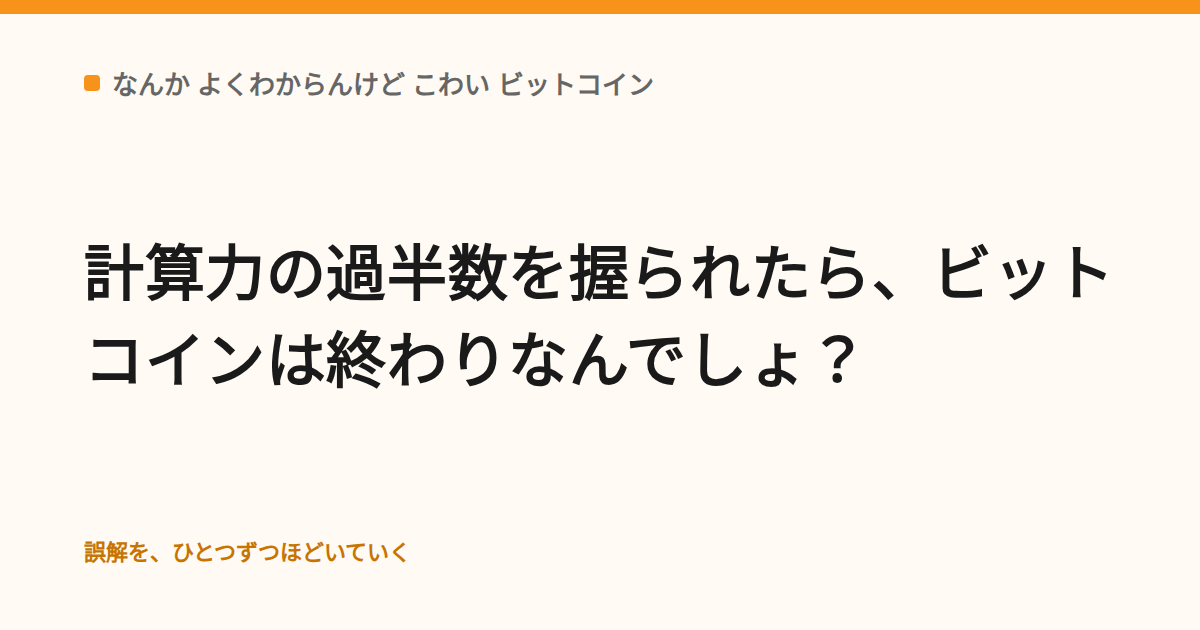 なんか よくわからんけど こわい ビットコイン
計算力の過半数を握られたら、ビット
コインは終わりなんでしょ？
誤解を、ひとつずつほどいていく